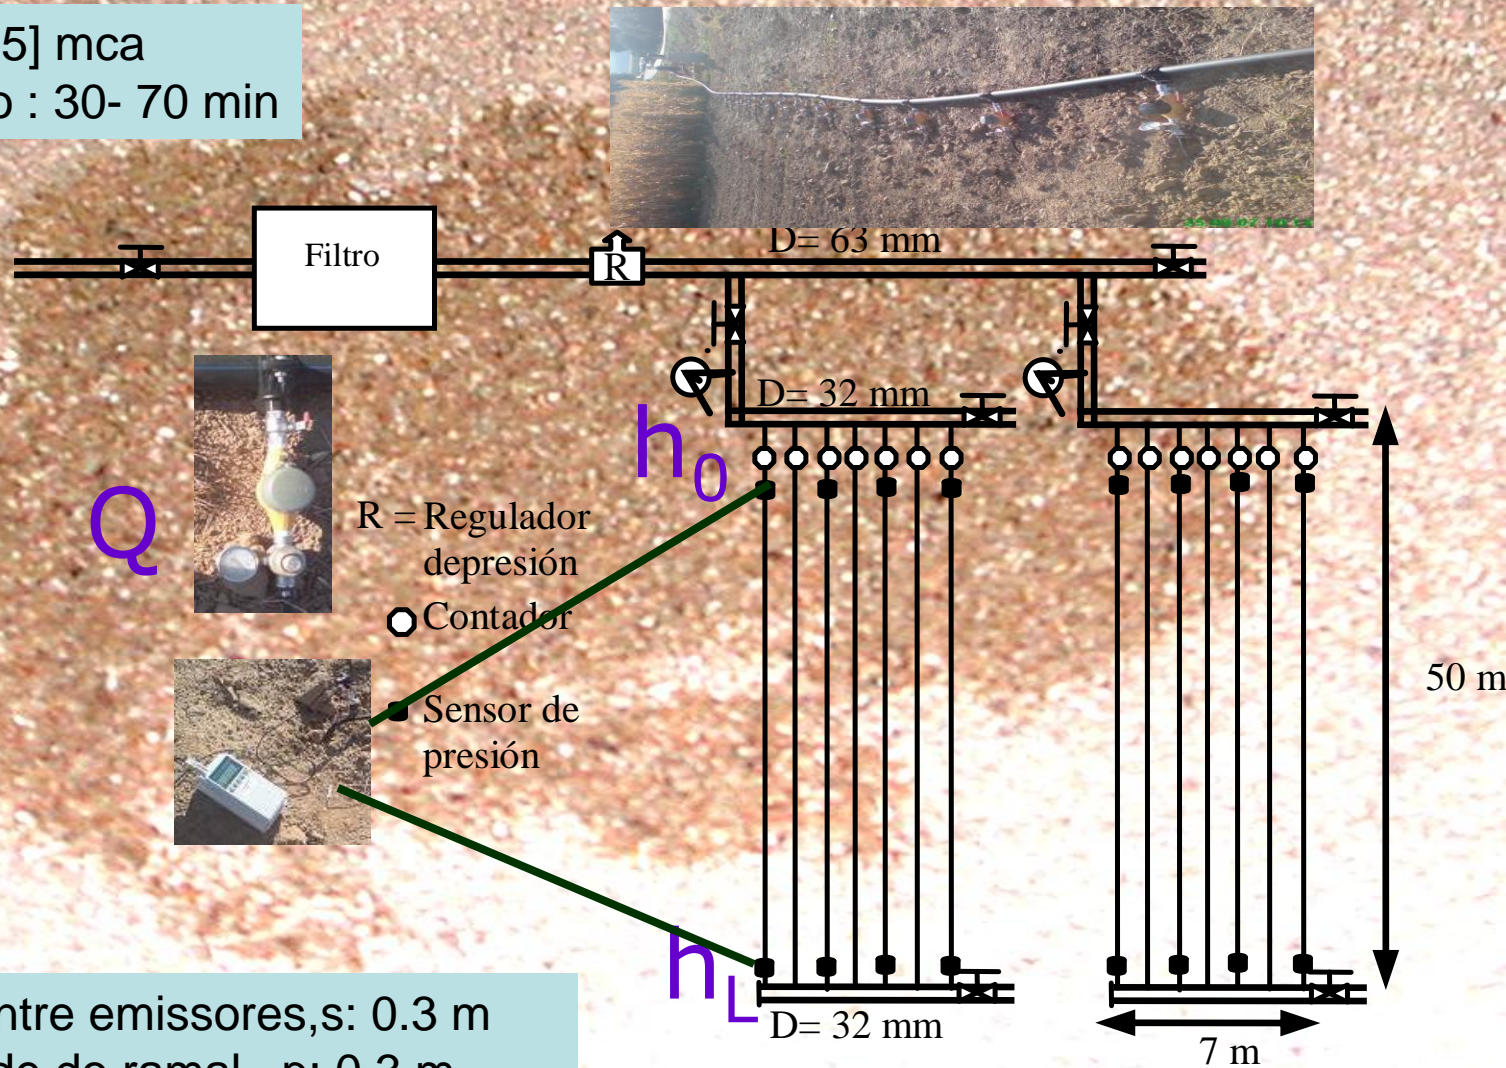 5] mca
o : 30- 70 min
D= 63 mm
Filtro
R
D= 32 mm
h0
Q
R = Regulador
depresión
Contador
Sensor de
presión
50 m
hL
ntre emissores,s: 0.3 m
D= 32 mm
7 m